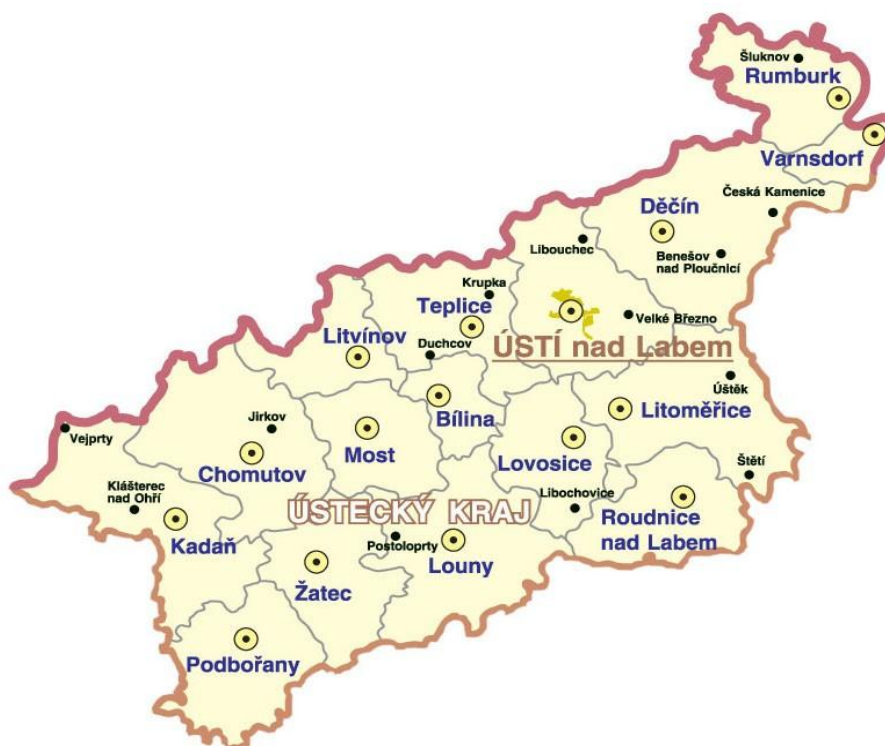 Šluknov
Rumburk
Varnsdorf
Česká Kamenice
Děčín
Benešov
nad Ploučnicí
Libouchec
Krupka
Teplice
Velké Březno
Litvínov
Duchcov
ÚSTÍ nad Labem
Úštěk
Bílina
Litoměřice
Vejprty
Jirkov
Most
Chomutov
Lovosice
Štětí
Klášterec
nad Ohří
Libochovice
ÚSTECKÝ KRAJ
Roudnice
nad Labem
Kadaň
Postoloprty
Louny
Žatec
Podbořany